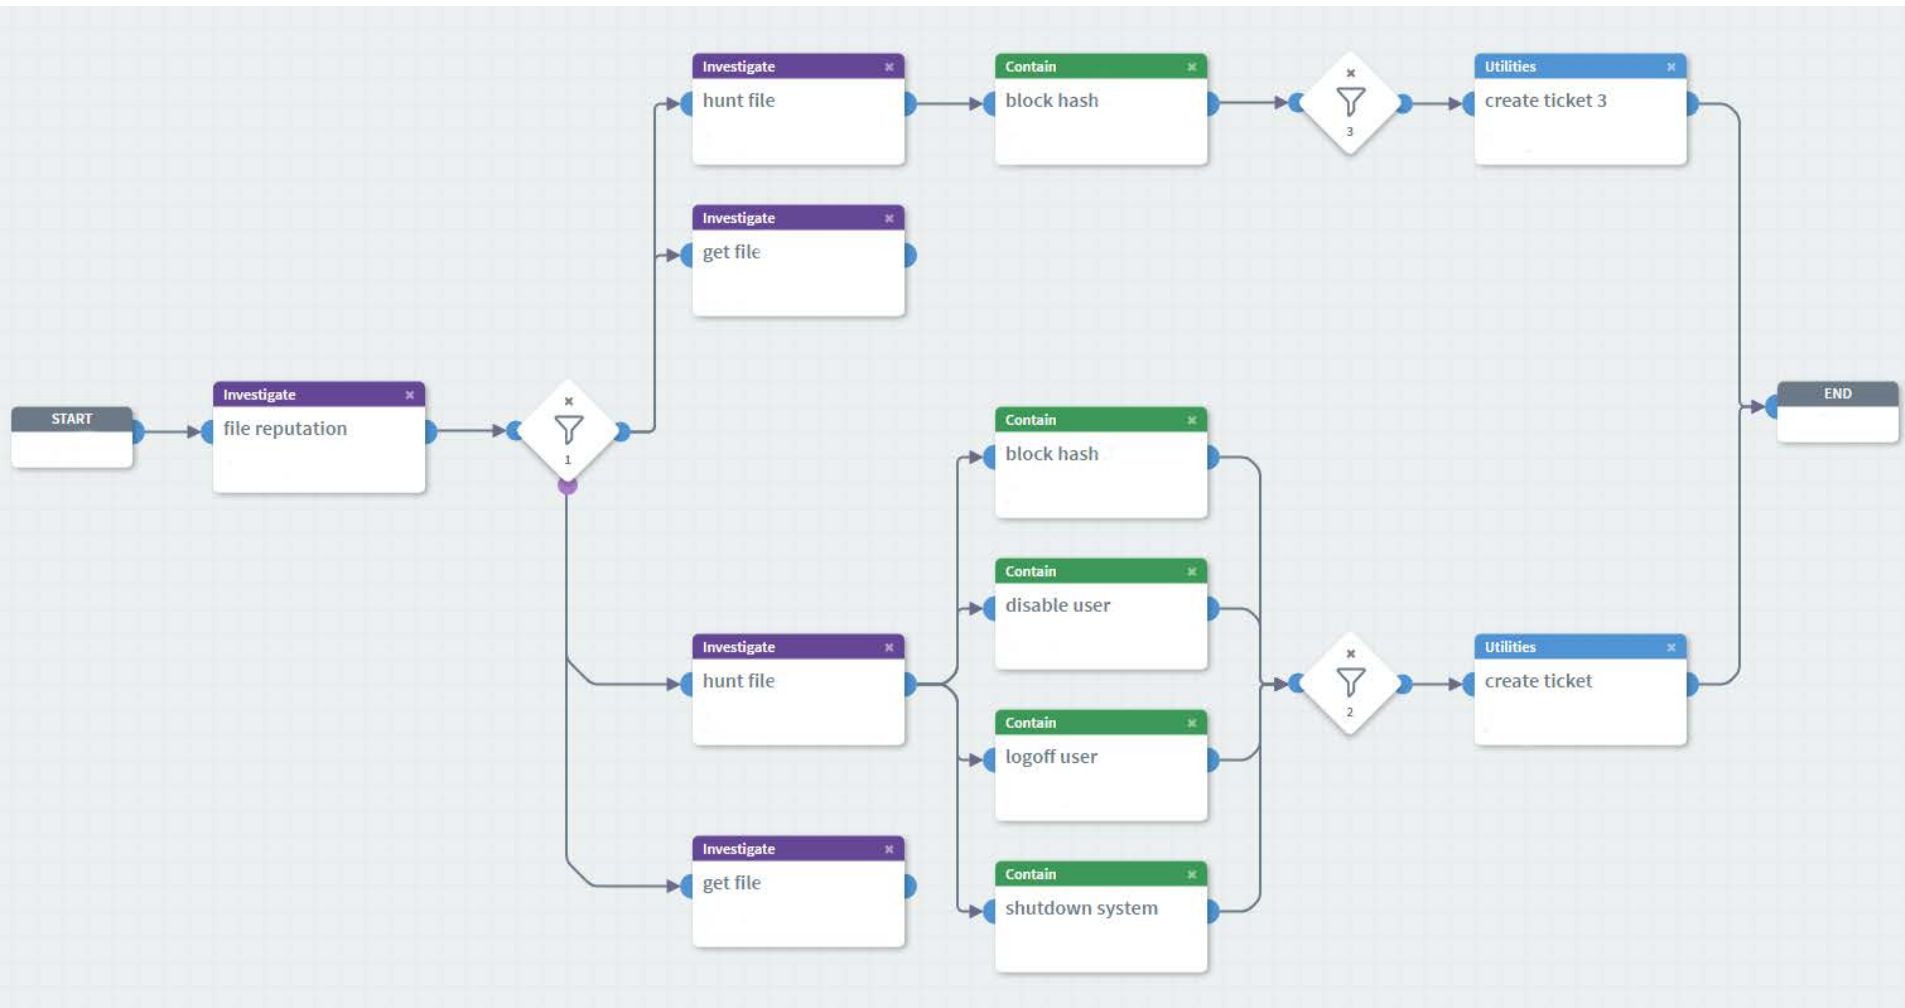 START
Investigate
file reputation
1
Investigate
hunt file
Contain
block hash
3
Utilities
create ticket 3
Investigate
get file
Contain
block hash
Contain
disable user
Investigate
hunt file
Contain
logoff user
Contain
shutdown system
2
Utilities
create ticket
Investigate
get file
END